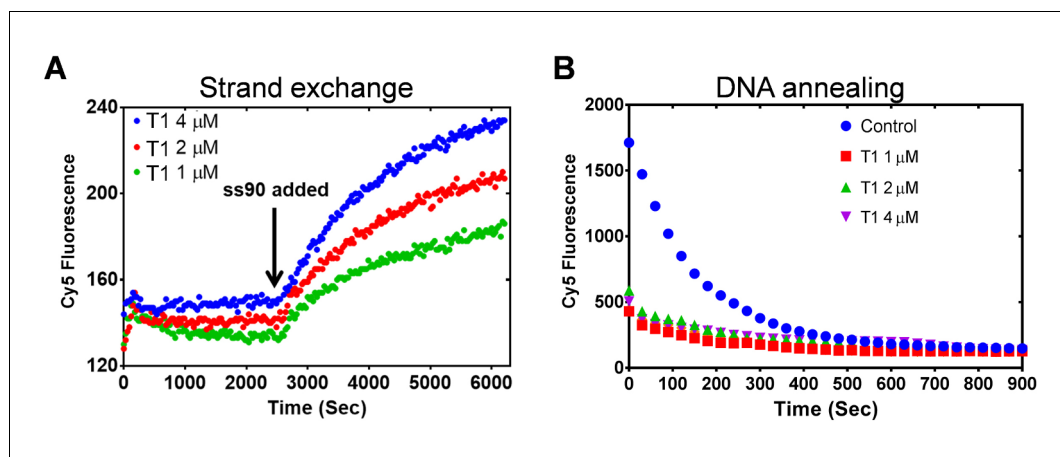 A
Strand exchange
240
200
160
120
Cy5 Fluorescence
T1 4 μM
T1 2 μM
T1 1 μM
ss90 added
0 1000 2000 3000 4000 5000 6000
Time (Sec)
B
DNA annealing
2000
1500
1000
500
0
Cy5 Fluorescence
Control
T1 1 μM
T1 2 μM
T1 4 μM
0 100 200 300 400 500 600 700 800 900
Time (Sec)